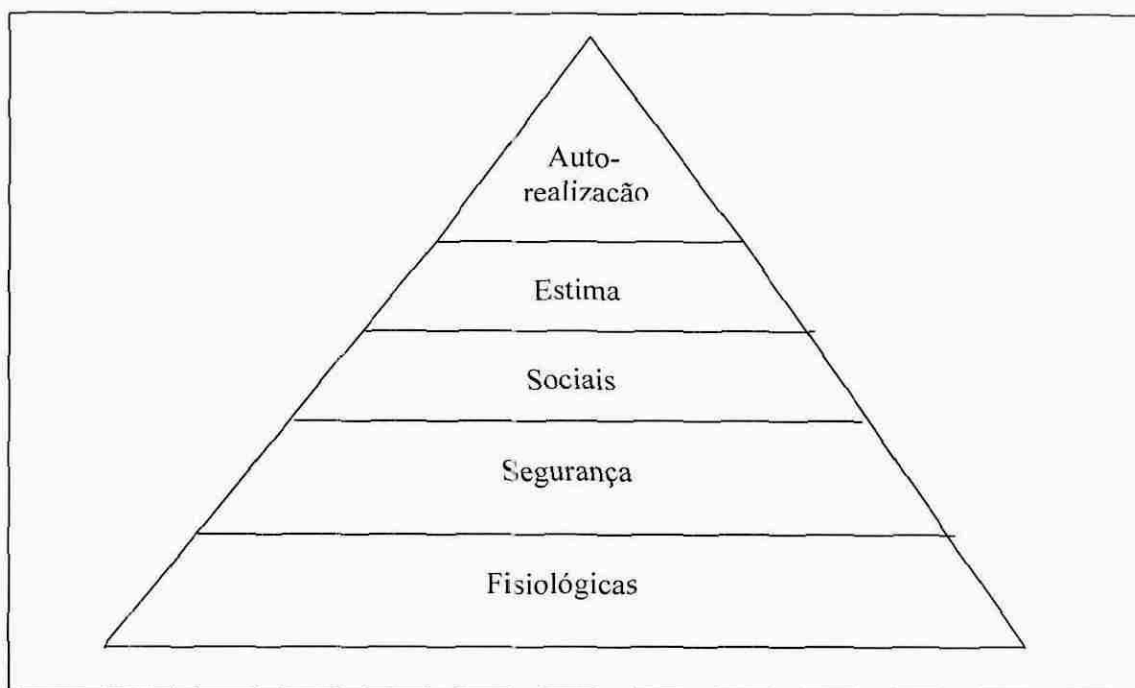 Auto-
realizacão
Estima
Sociais
Segurança
Fisiológicas